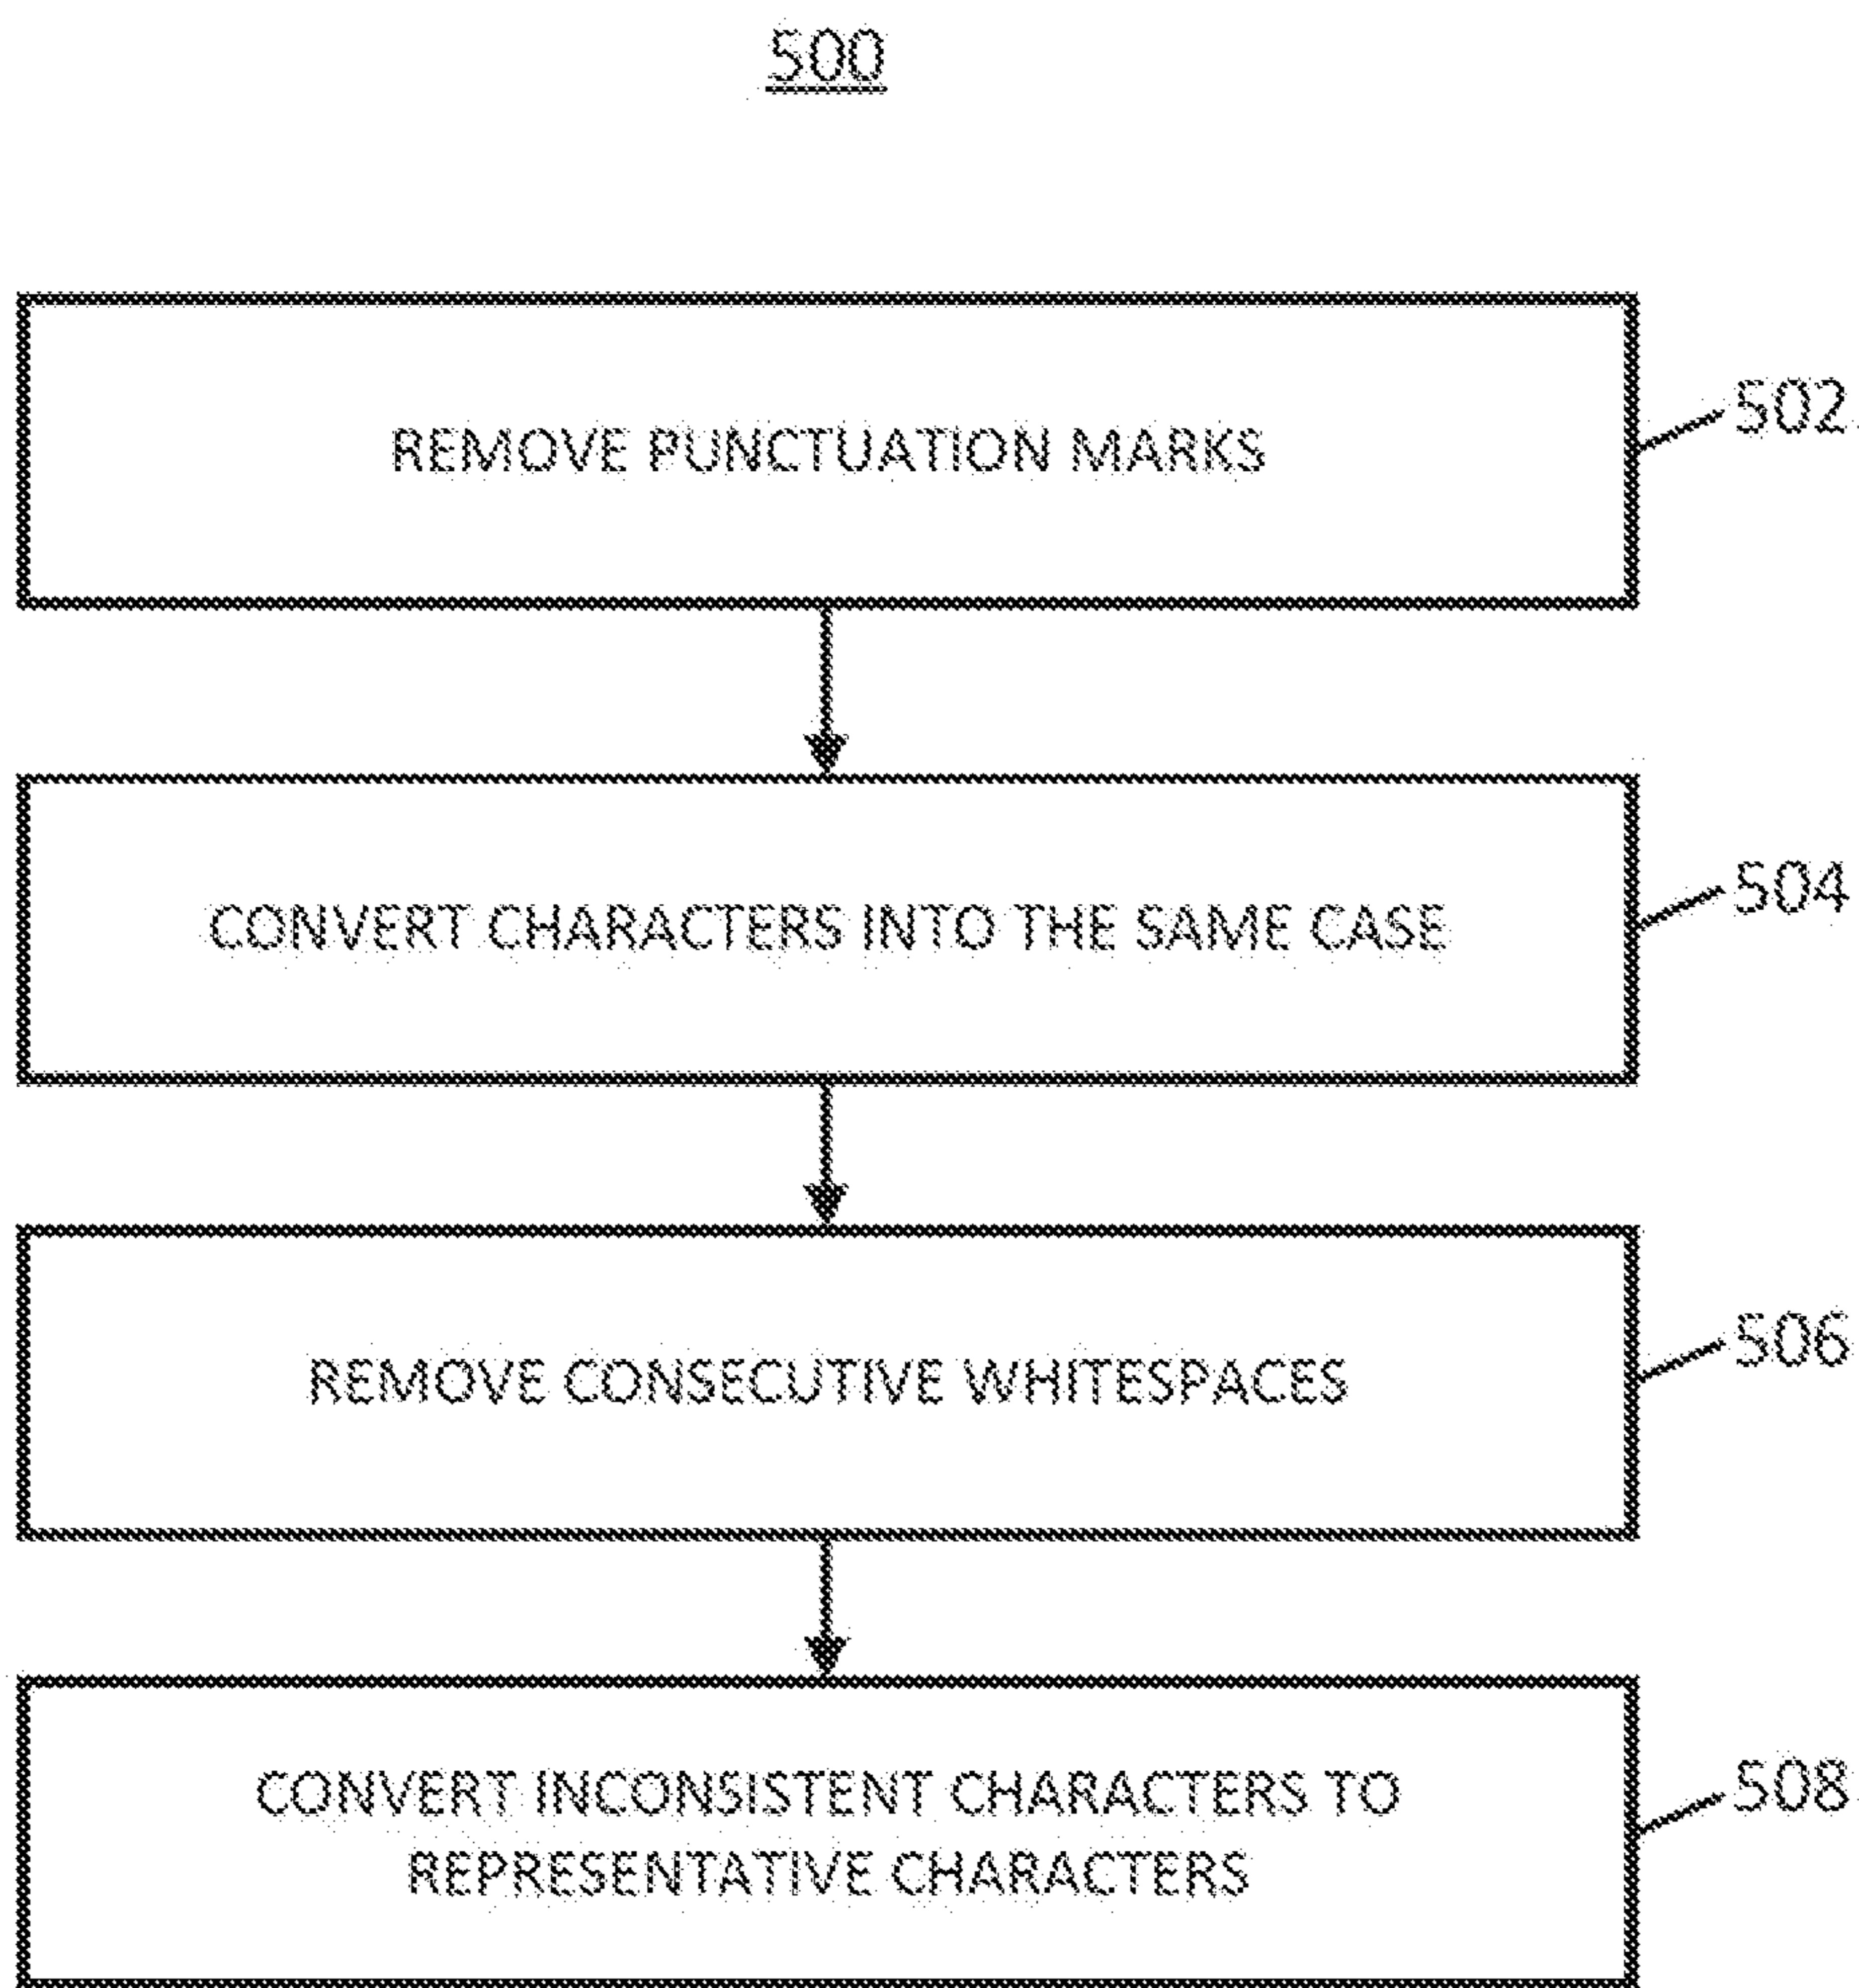 500
REMOVE PUNCTUATION MARKS
502
CONVERT CHARACTERS INTO THE SAME CASE
504
REMOVE CONSECUTIVE WHITESPACES
506
CONVERT INCONSISTENT CHARACTERS TO
REPRESENTATIVE CHARACTERS
508